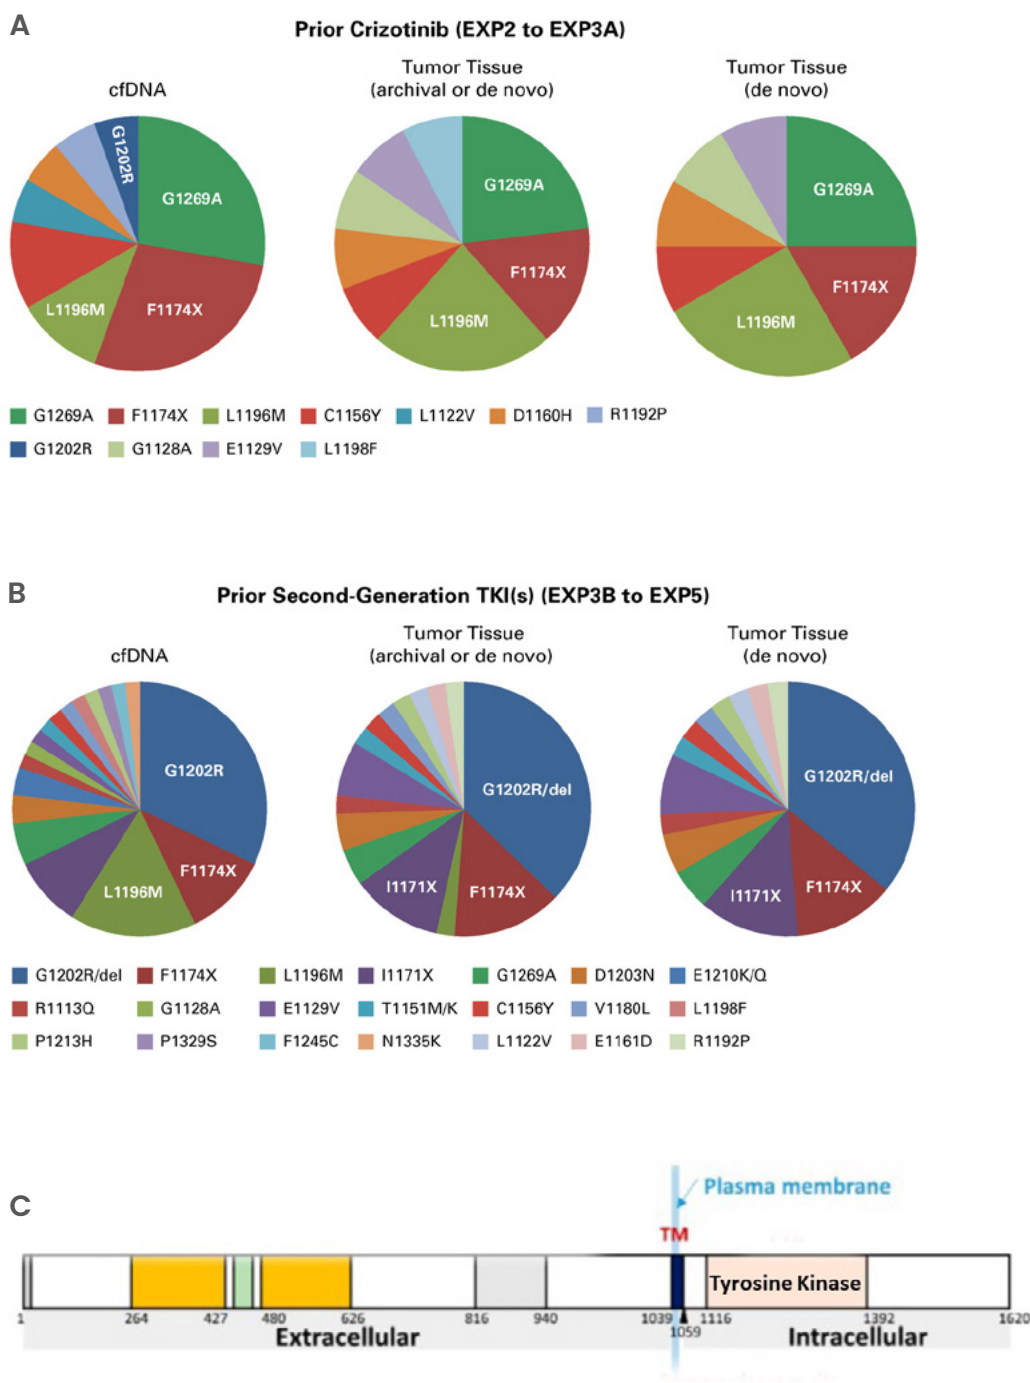 A
Prior Crizotinib (EXP2 to EXP3A)
cfDNA
Tumor Tissue
(archival or de novo)
Tumor Tissue
(de novo)
G1202R
G1269A
F1174X
L1196M
G1269A
F1174X
L1196M
G1269A
F1174X
L1196M
G1269A F1174X L1196M C1156Y L1122V D1160H R1192P
G1202R G1128A E1129V L1198F
B
Prior Second-Generation TKI(s) (EXP3B to EXP5)
cfDNA
Tumor Tissue
(archival or de novo)
Tumor Tissue
(de novo)
G1202R
F1174X
L1196M
G1202R/del
F1174X
I1171X
G1202R/del
F1174X
I1171X
G1202R/del F1174X L1196M I1171X G1269A D1203N E1210K/Q
R1113Q G1128A E1129V T1151M/K C1156Y V1180L L1198F
P1213H P1329S F1245C N1335K L1122V E1161D R1192P
C
Plasma membrane
TM
Tyrosine Kinase
1 264 427 480 626 816 940 1039 1059 1116 1392 1620
Extracellular Intracellular